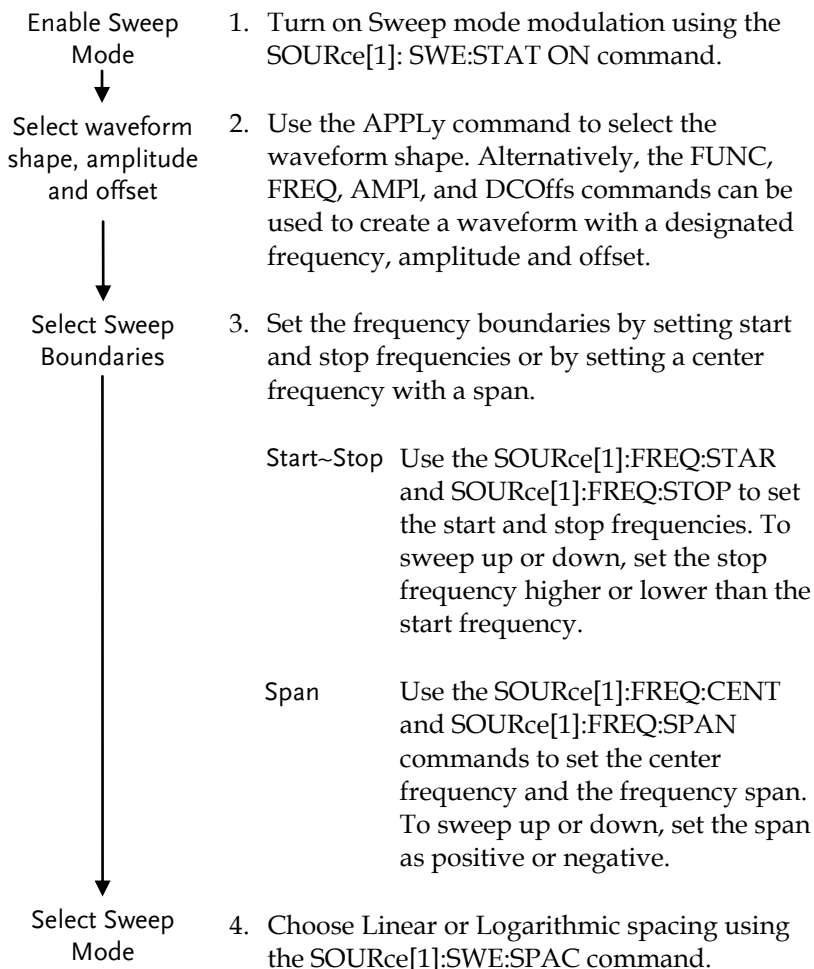 Enable Sweep
Mode
1. Turn on Sweep mode modulation using the
SOURce[1]: SWE:STAT ON command.
Select waveform
shape, amplitude
and offset
2. Use the APPLy command to select the
waveform shape. Alternatively, the FUNC,
FREQ, AMPl, and DCOffs commands can be
used to create a waveform with a designated
frequency, amplitude and offset.
Select Sweep
Boundaries
3. Set the frequency boundaries by setting start
and stop frequencies or by setting a center
frequency with a span.
Start~Stop Use the SOURce[1]:FREQ:STAR
and SOURce[1]:FREQ:STOP to set
the start and stop frequencies. To
sweep up or down, set the stop
frequency higher or lower than the
start frequency.
Span Use the SOURce[1]:FREQ:CENT
and SOURce[1]:FREQ:SPAN
commands to set the center
frequency and the frequency span.
To sweep up or down, set the span
as positive or negative.
Select Sweep
Mode
4. Choose Linear or Logarithmic spacing using
the SOURce[1]:SWE:SPAC command.